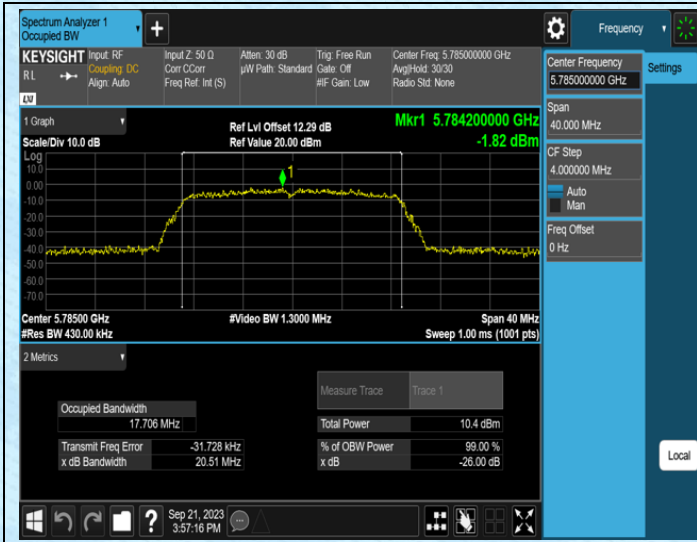 Spectrum Analyzer 1
Occupied BW
Frequency
KEYSIGHT
Input: RF
Input Z: 50 Ω
Atten: 30 dB
Trig: Free Run
Center Freq: 5.785000000 GHz
RL
Coupling: DC
Corr CCorr
µW Path: Standard
Gate: Off
Avg|Hold: 30/30
Align: Auto
Freq Ref: Int (S)
#IF Gain: Low
Radio Std: None
LXI
1 Graph
Scale/Div 10.0 dB
Ref Lvl Offset 12.29 dB
Ref Value 20.00 dBm
Mkr1 5.784200000 GHz
-1.82 dBm
Log
10.0
0.00
-10.0
-20.0
-30.0
-40.0
-50.0
-60.0
-70.0
1
Center 5.78500 GHz
#Video BW 1.3000 MHz
Span 40 MHz
#Res BW 430.00 kHz
Sweep 1.00 ms (1001 pts)
2 Metrics
Measure Trace
Trace 1
Occupied Bandwidth
17.706 MHz
Total Power
10.4 dBm
Transmit Freq Error
-31.728 kHz
% of OBW Power
99.00 %
x dB Bandwidth
20.51 MHz
x dB
-26.00 dB
Center Frequency
5.785000000 GHz
Settings
Span
40.000 MHz
CF Step
4.000000 MHz
Auto
Man
Freq Offset
0 Hz
Local
?
Sep 21, 2023
3:57:16 PM